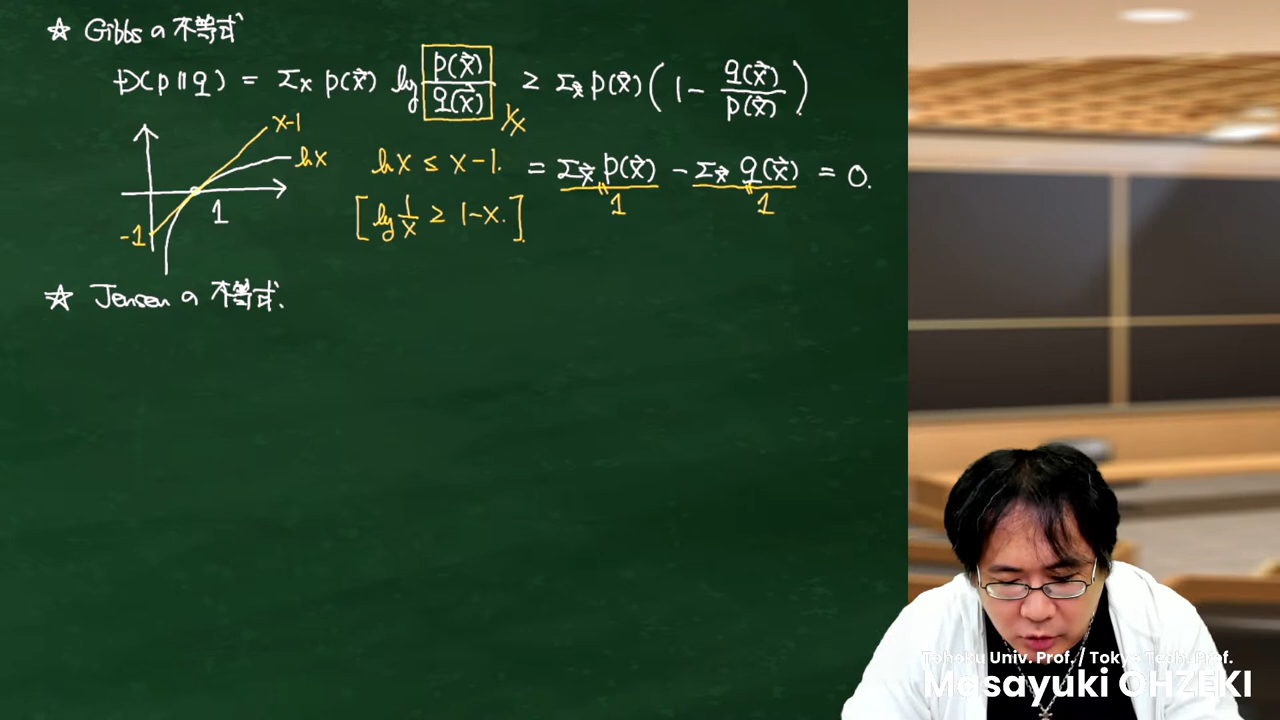 ☆ Gibbs の 不等式
D(p||q) = Σx p(x⃗) log p(x⃗)/q(x⃗) ≥ Σx⃗ p(x⃗) (1 - q(x⃗)/p(x⃗)).
1/x
x-1
ln x
1
-1
ln x ≤ x-1.
= Σx⃗ p(x⃗) - Σx⃗ q(x⃗) = 0.
1 1
[log 1/x ≥ 1-x.]
☆ Jensen の 不等式.
Tohoku Univ. Prof. / Tokyo Tech. Prof.
Masayuki OHZEKI